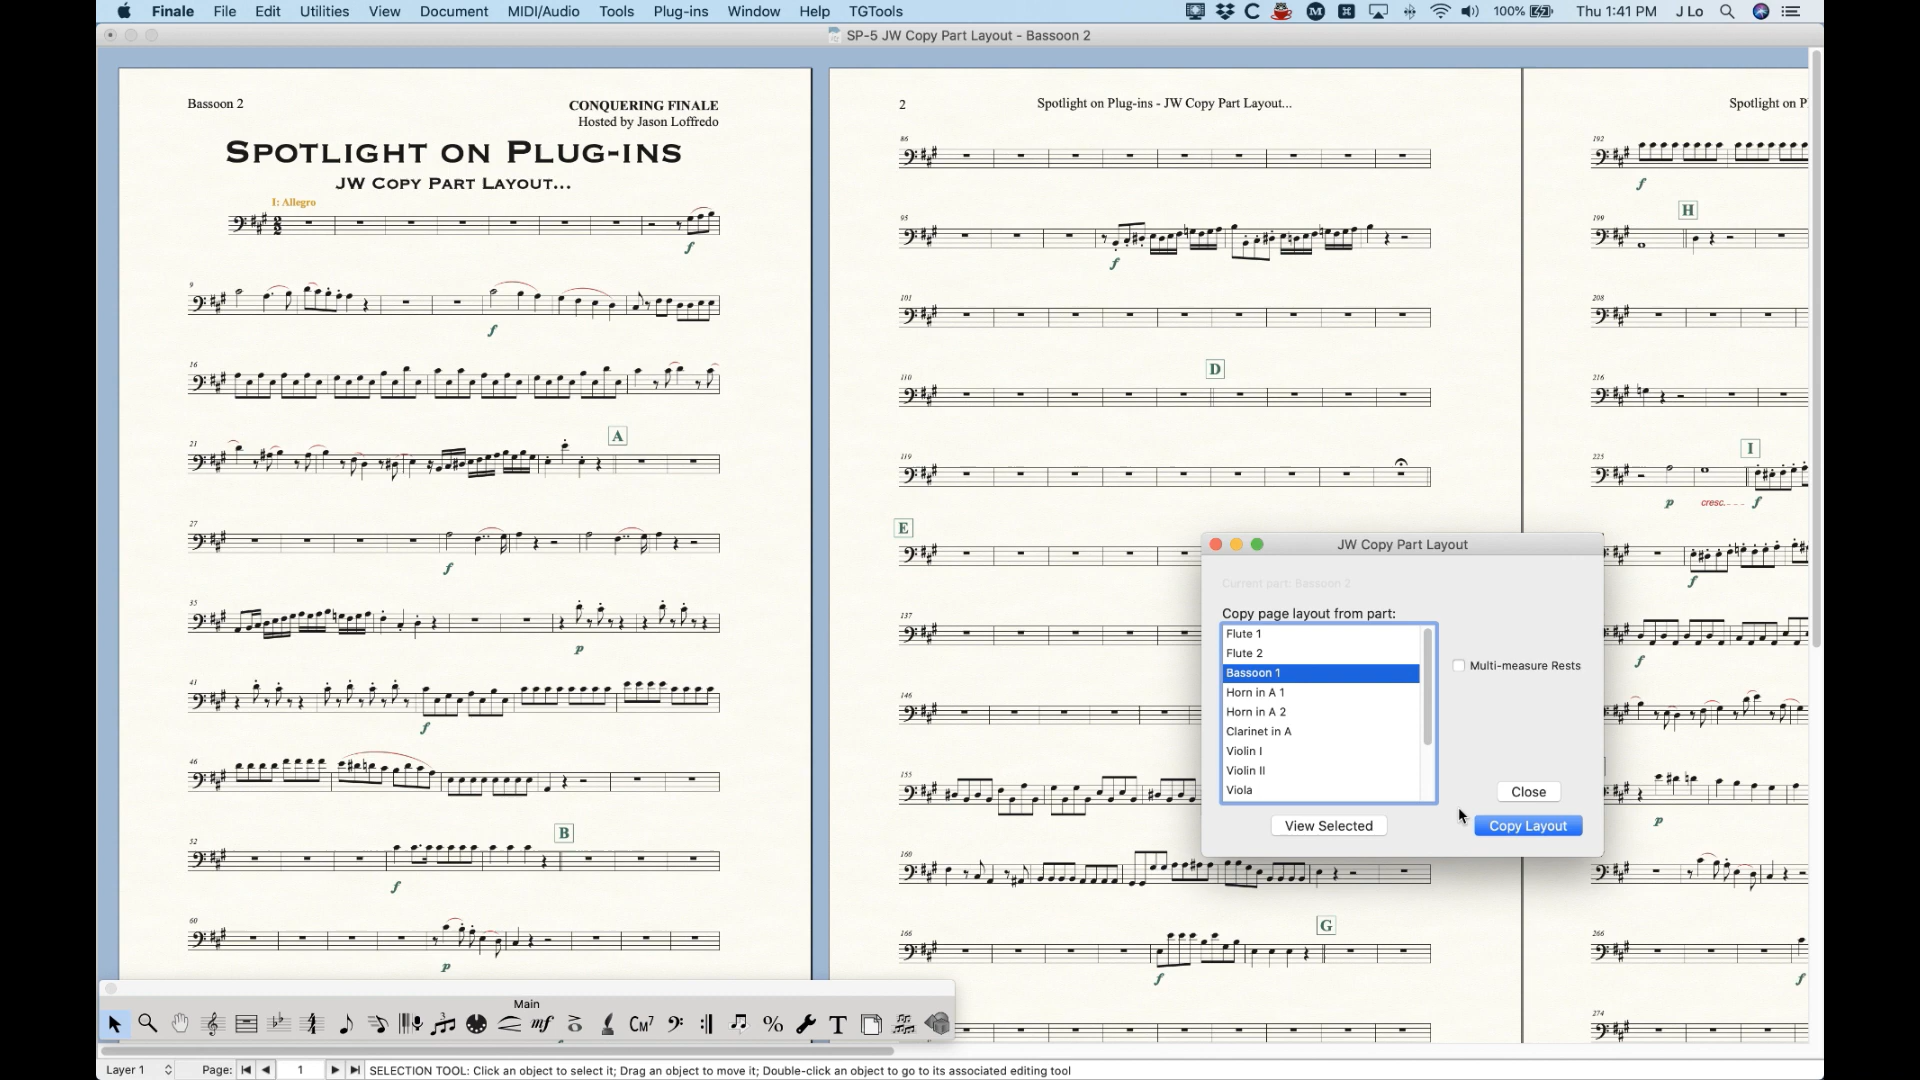 Finale File Edit Utilities View Document MIDI/Audio Tools Plug-ins Window Help TGTools 100% Thu 1:41 PM J Lo
SP-5 JW Copy Part Layout - Bassoon 2
Bassoon 2
CONQUERING FINALE
Hosted by Jason Loffredo
SPOTLIGHT ON PLUG-INS
JW COPY PART LAYOUT...
I: Allegro
f
9
f
16
21
A
27
f
35
p
41
f
46
52
B
f
60
p
2
Spotlight on Plug-ins - JW Copy Part Layout...
86
95
f
101
110
D
119
E
137
146
155
160
166
G
f
Spotlight on P
192
f
199
H
208
216
225
I
p cresc. f
f
f
p
266
f
274
JW Copy Part Layout
Current part: Bassoon 2
Copy page layout from part:
Flute 1
Flute 2
Bassoon 1
Horn in A 1
Horn in A 2
Clarinet in A
Violin I
Violin II
Viola
Multi-measure Rests
Close
View Selected
Copy Layout
Main
mf CM7 % T
Layer 1 Page: 1 SELECTION TOOL: Click an object to select it; Drag an object to move it; Double-click an object to go to its associated editing tool